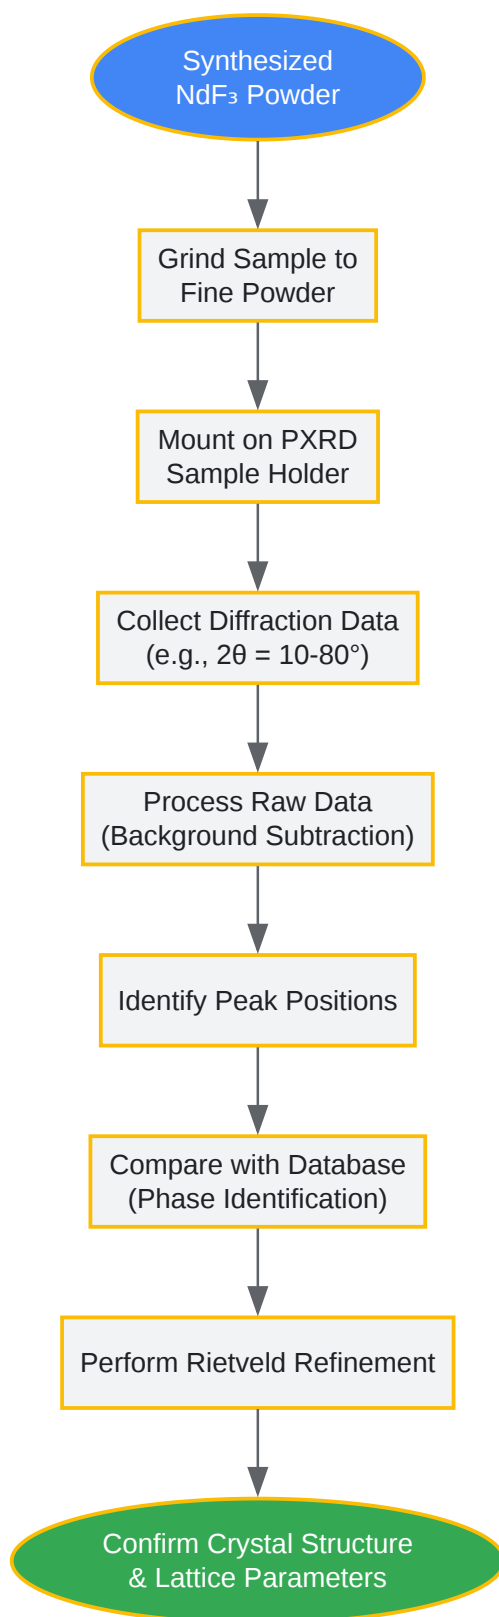 Synthesized
NdF₃ Powder
Grind Sample to
Fine Powder
Mount on PXRD
Sample Holder
Collect Diffraction Data
(e.g., 2θ = 10-80°)
Process Raw Data
(Background Subtraction)
Identify Peak Positions
Compare with Database
(Phase Identification)
Perform Rietveld Refinement
Confirm Crystal Structure
& Lattice Parameters